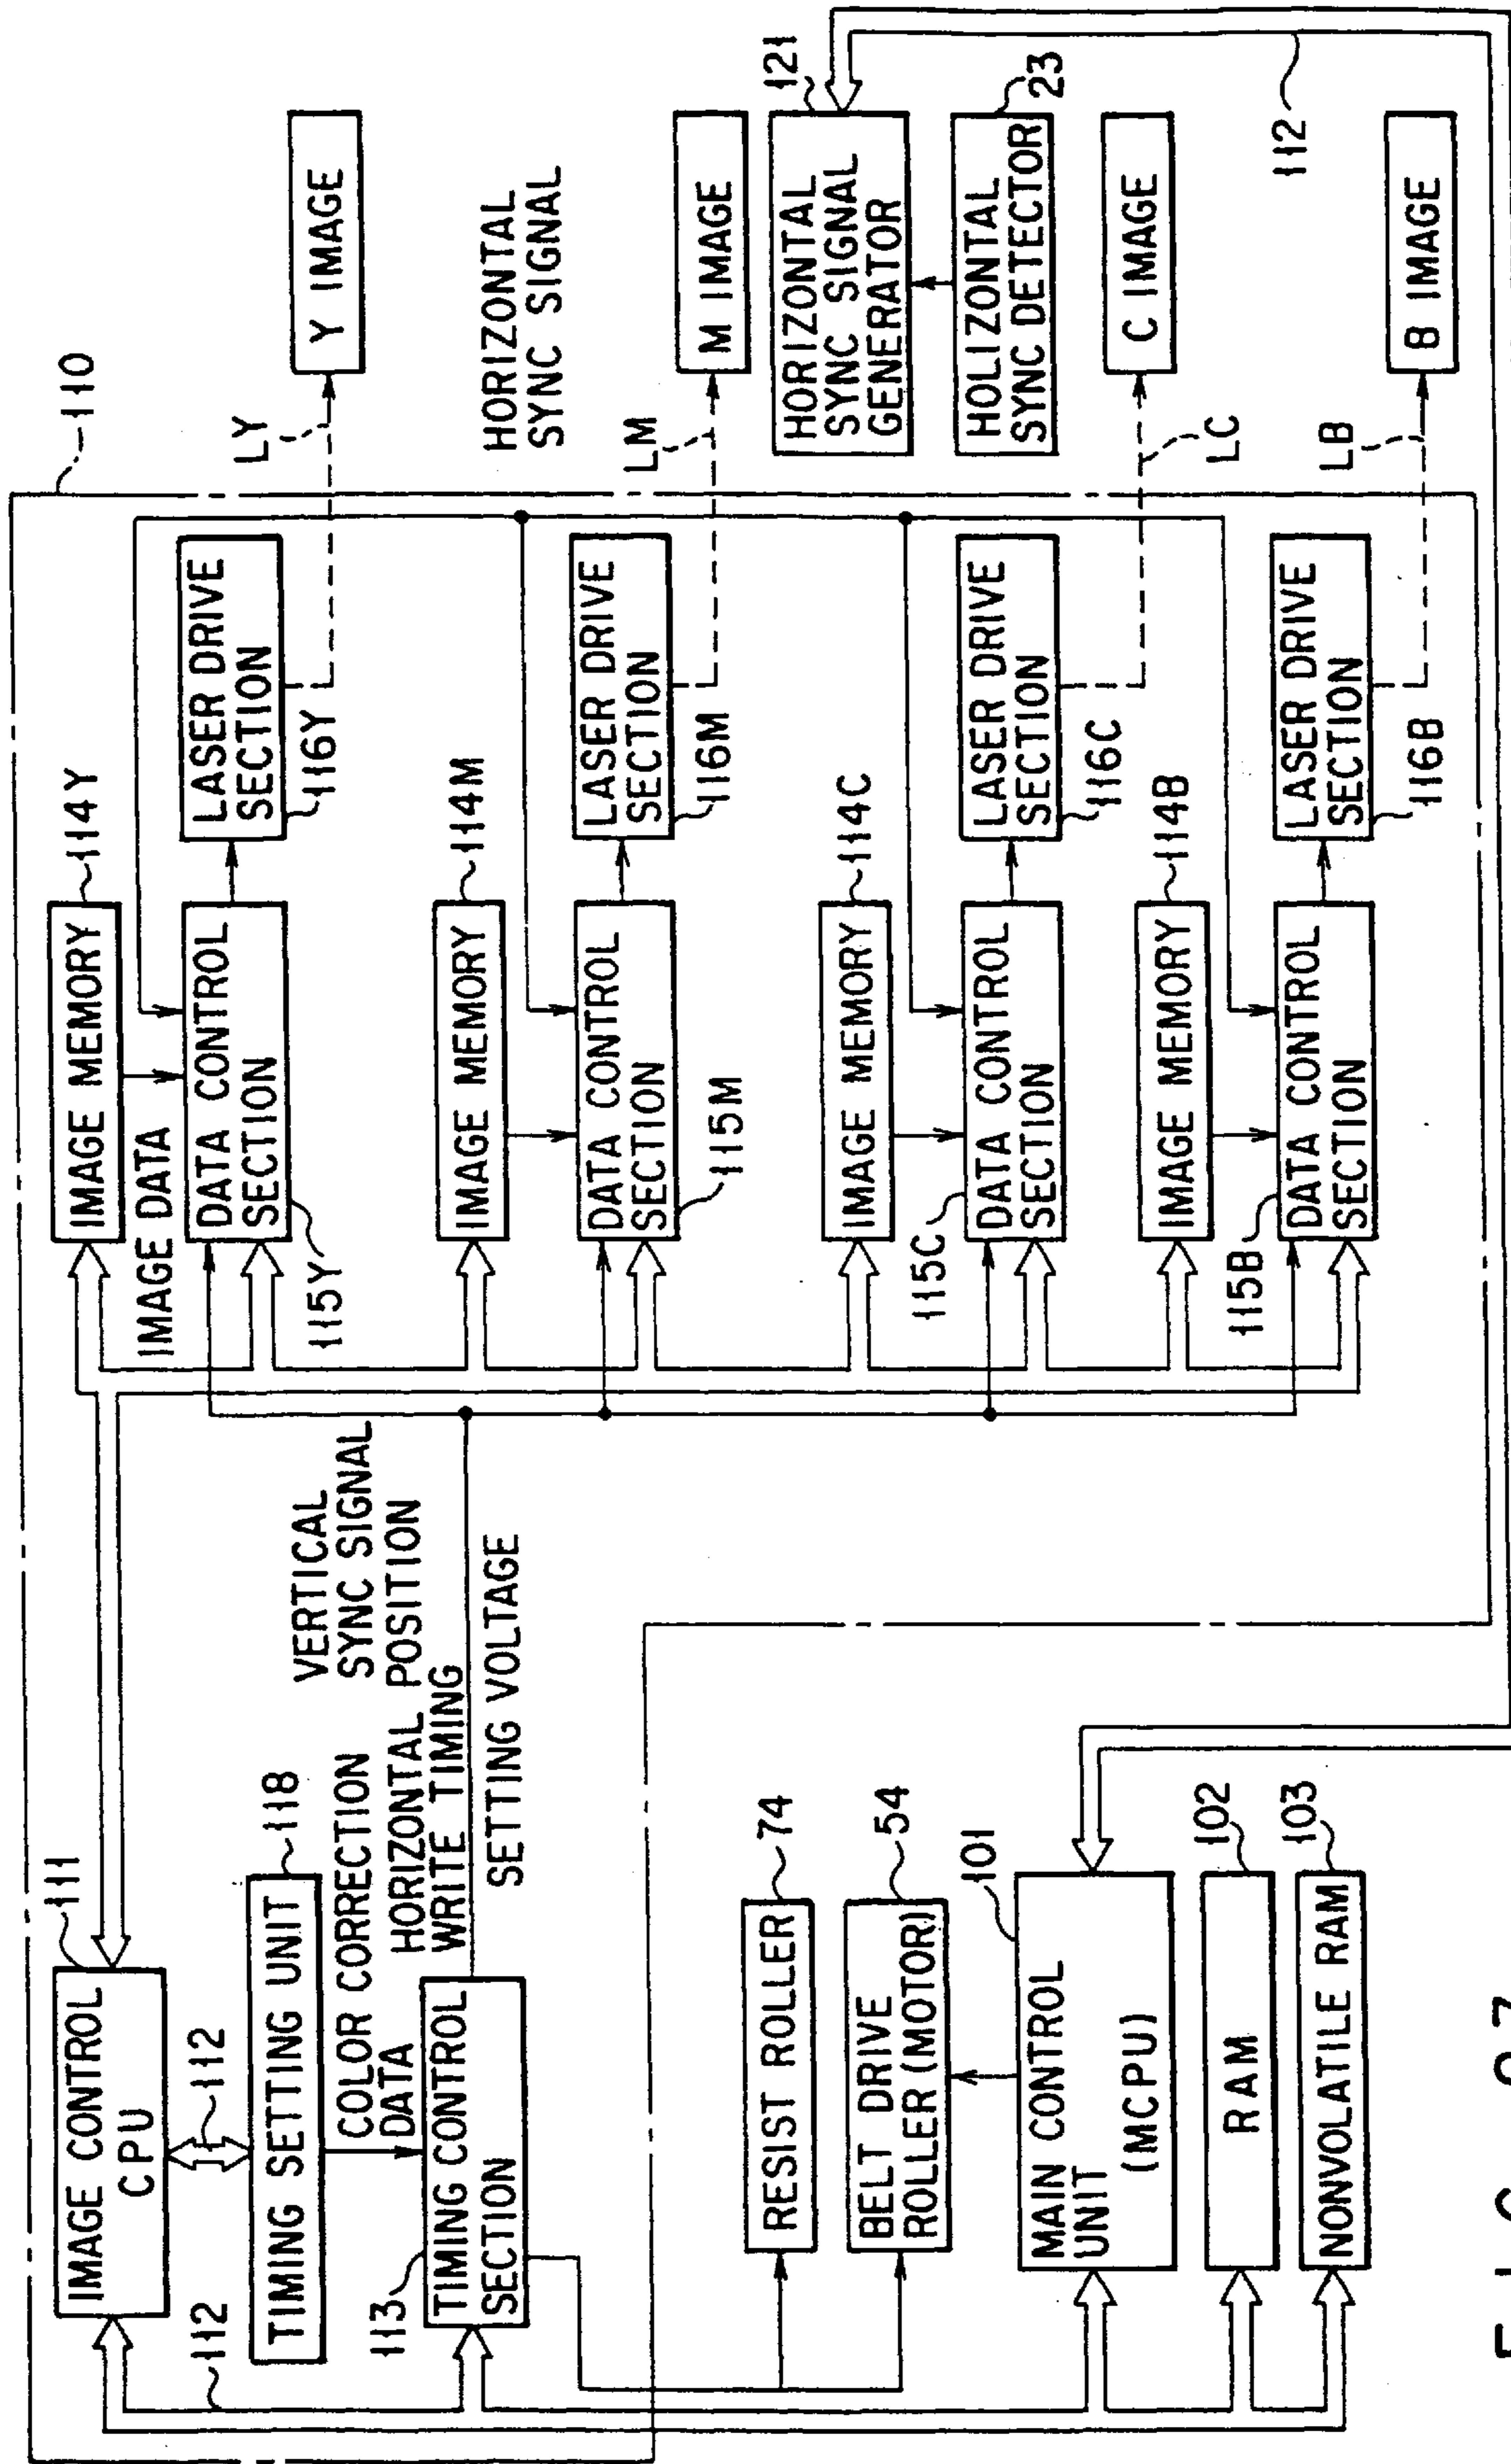 110
111
IMAGE CONTROL
CPU
112
112
TIMING SETTING UNIT
118
COLOR CORRECTION
DATA
113
TIMING CONTROL
SECTION
VERTICAL
SYNC SIGNAL
HORIZONTAL POSITION
WRITE TIMING
SETTING VOLTAGE
IMAGE MEMORY
114Y
IMAGE DATA
DATA CONTROL
SECTION
115Y
LASER DRIVE
SECTION
116Y
LY
Y IMAGE
HORIZONTAL
SYNC SIGNAL
IMAGE MEMORY
114M
DATA CONTROL
SECTION
115M
LASER DRIVE
SECTION
116M
LM
M IMAGE
HORIZONTAL
SYNC SIGNAL
GENERATOR
121
HOLIZONTAL
SYNC DETECTOR
23
IMAGE MEMORY
114C
115C
DATA CONTROL
SECTION
LASER DRIVE
SECTION
116C
LC
C IMAGE
IMAGE MEMORY
114B
115B
DATA CONTROL
SECTION
LASER DRIVE
SECTION
116B
LB
B IMAGE
112
RESIST ROLLER
74
BELT DRIVE
ROLLER (MOTOR)
54
101
MAIN CONTROL
UNIT
(MCPU)
RAM
102
NONVOLATILE RAM
103